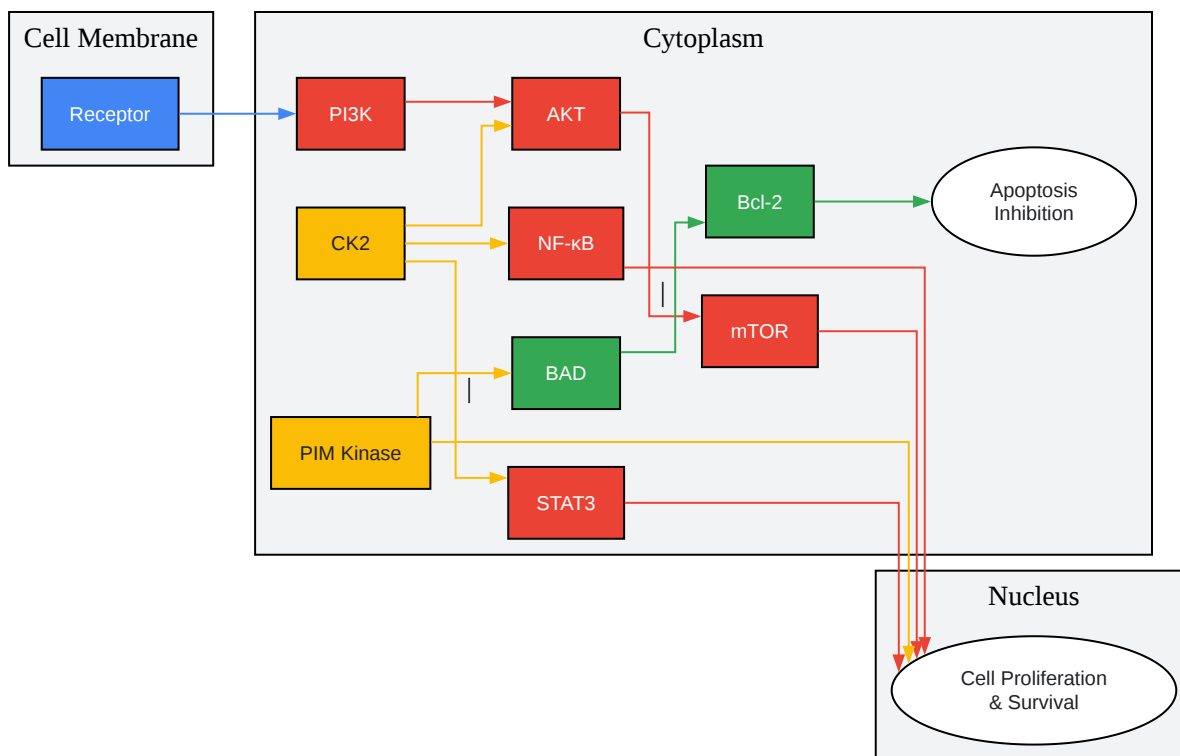 Cell Membrane
Cytoplasm
Receptor
PI3K
AKT
Bcl-2
Apoptosis
Inhibition
CK2
NF-κB
|
mTOR
BAD
|
PIM Kinase
STAT3
Nucleus
Cell Proliferation
& Survival